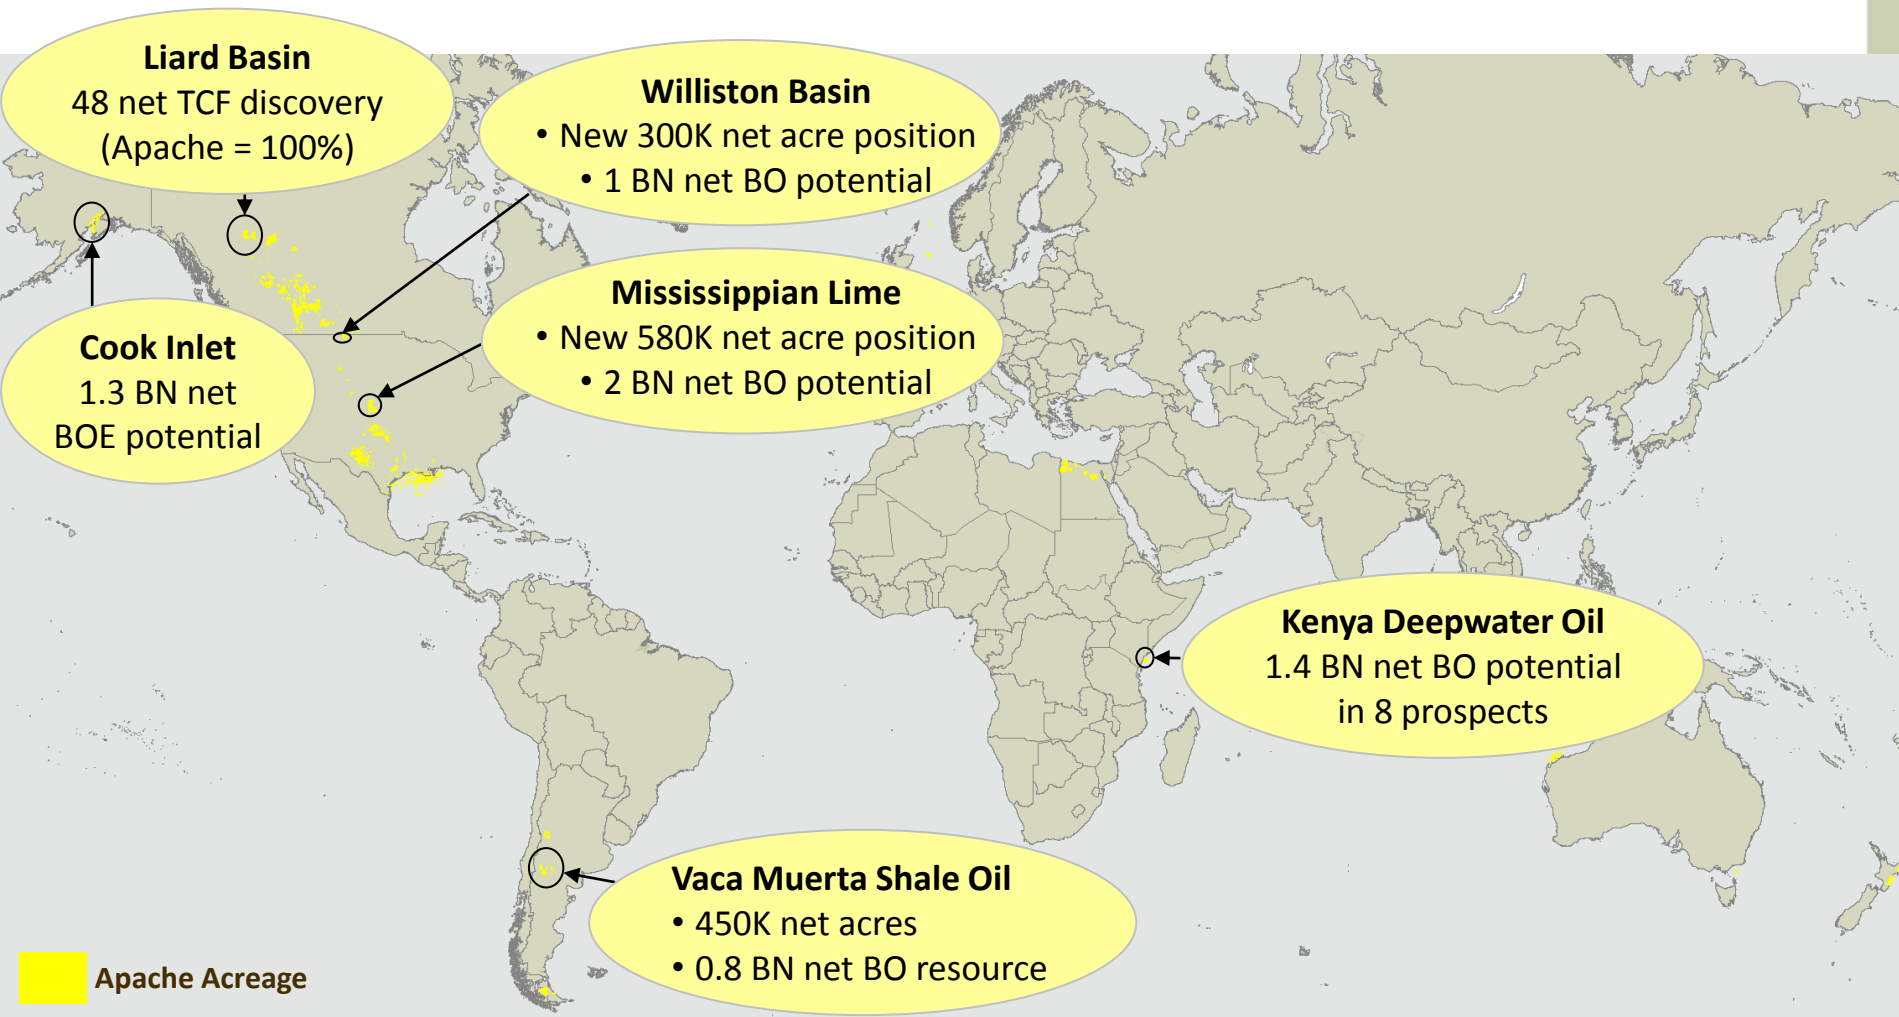 Liard Basin
48 net TCF discovery
(Apache = 100%)
Williston Basin
• New 300K net acre position
• 1 BN net BO potential
Mississippian Lime
• New 580K net acre position
• 2 BN net BO potential
Cook Inlet
1.3 BN net
BOE potential
Kenya Deepwater Oil
1.4 BN net BO potential
in 8 prospects
Vaca Muerta Shale Oil
• 450K net acres
• 0.8 BN net BO resource
Apache Acreage